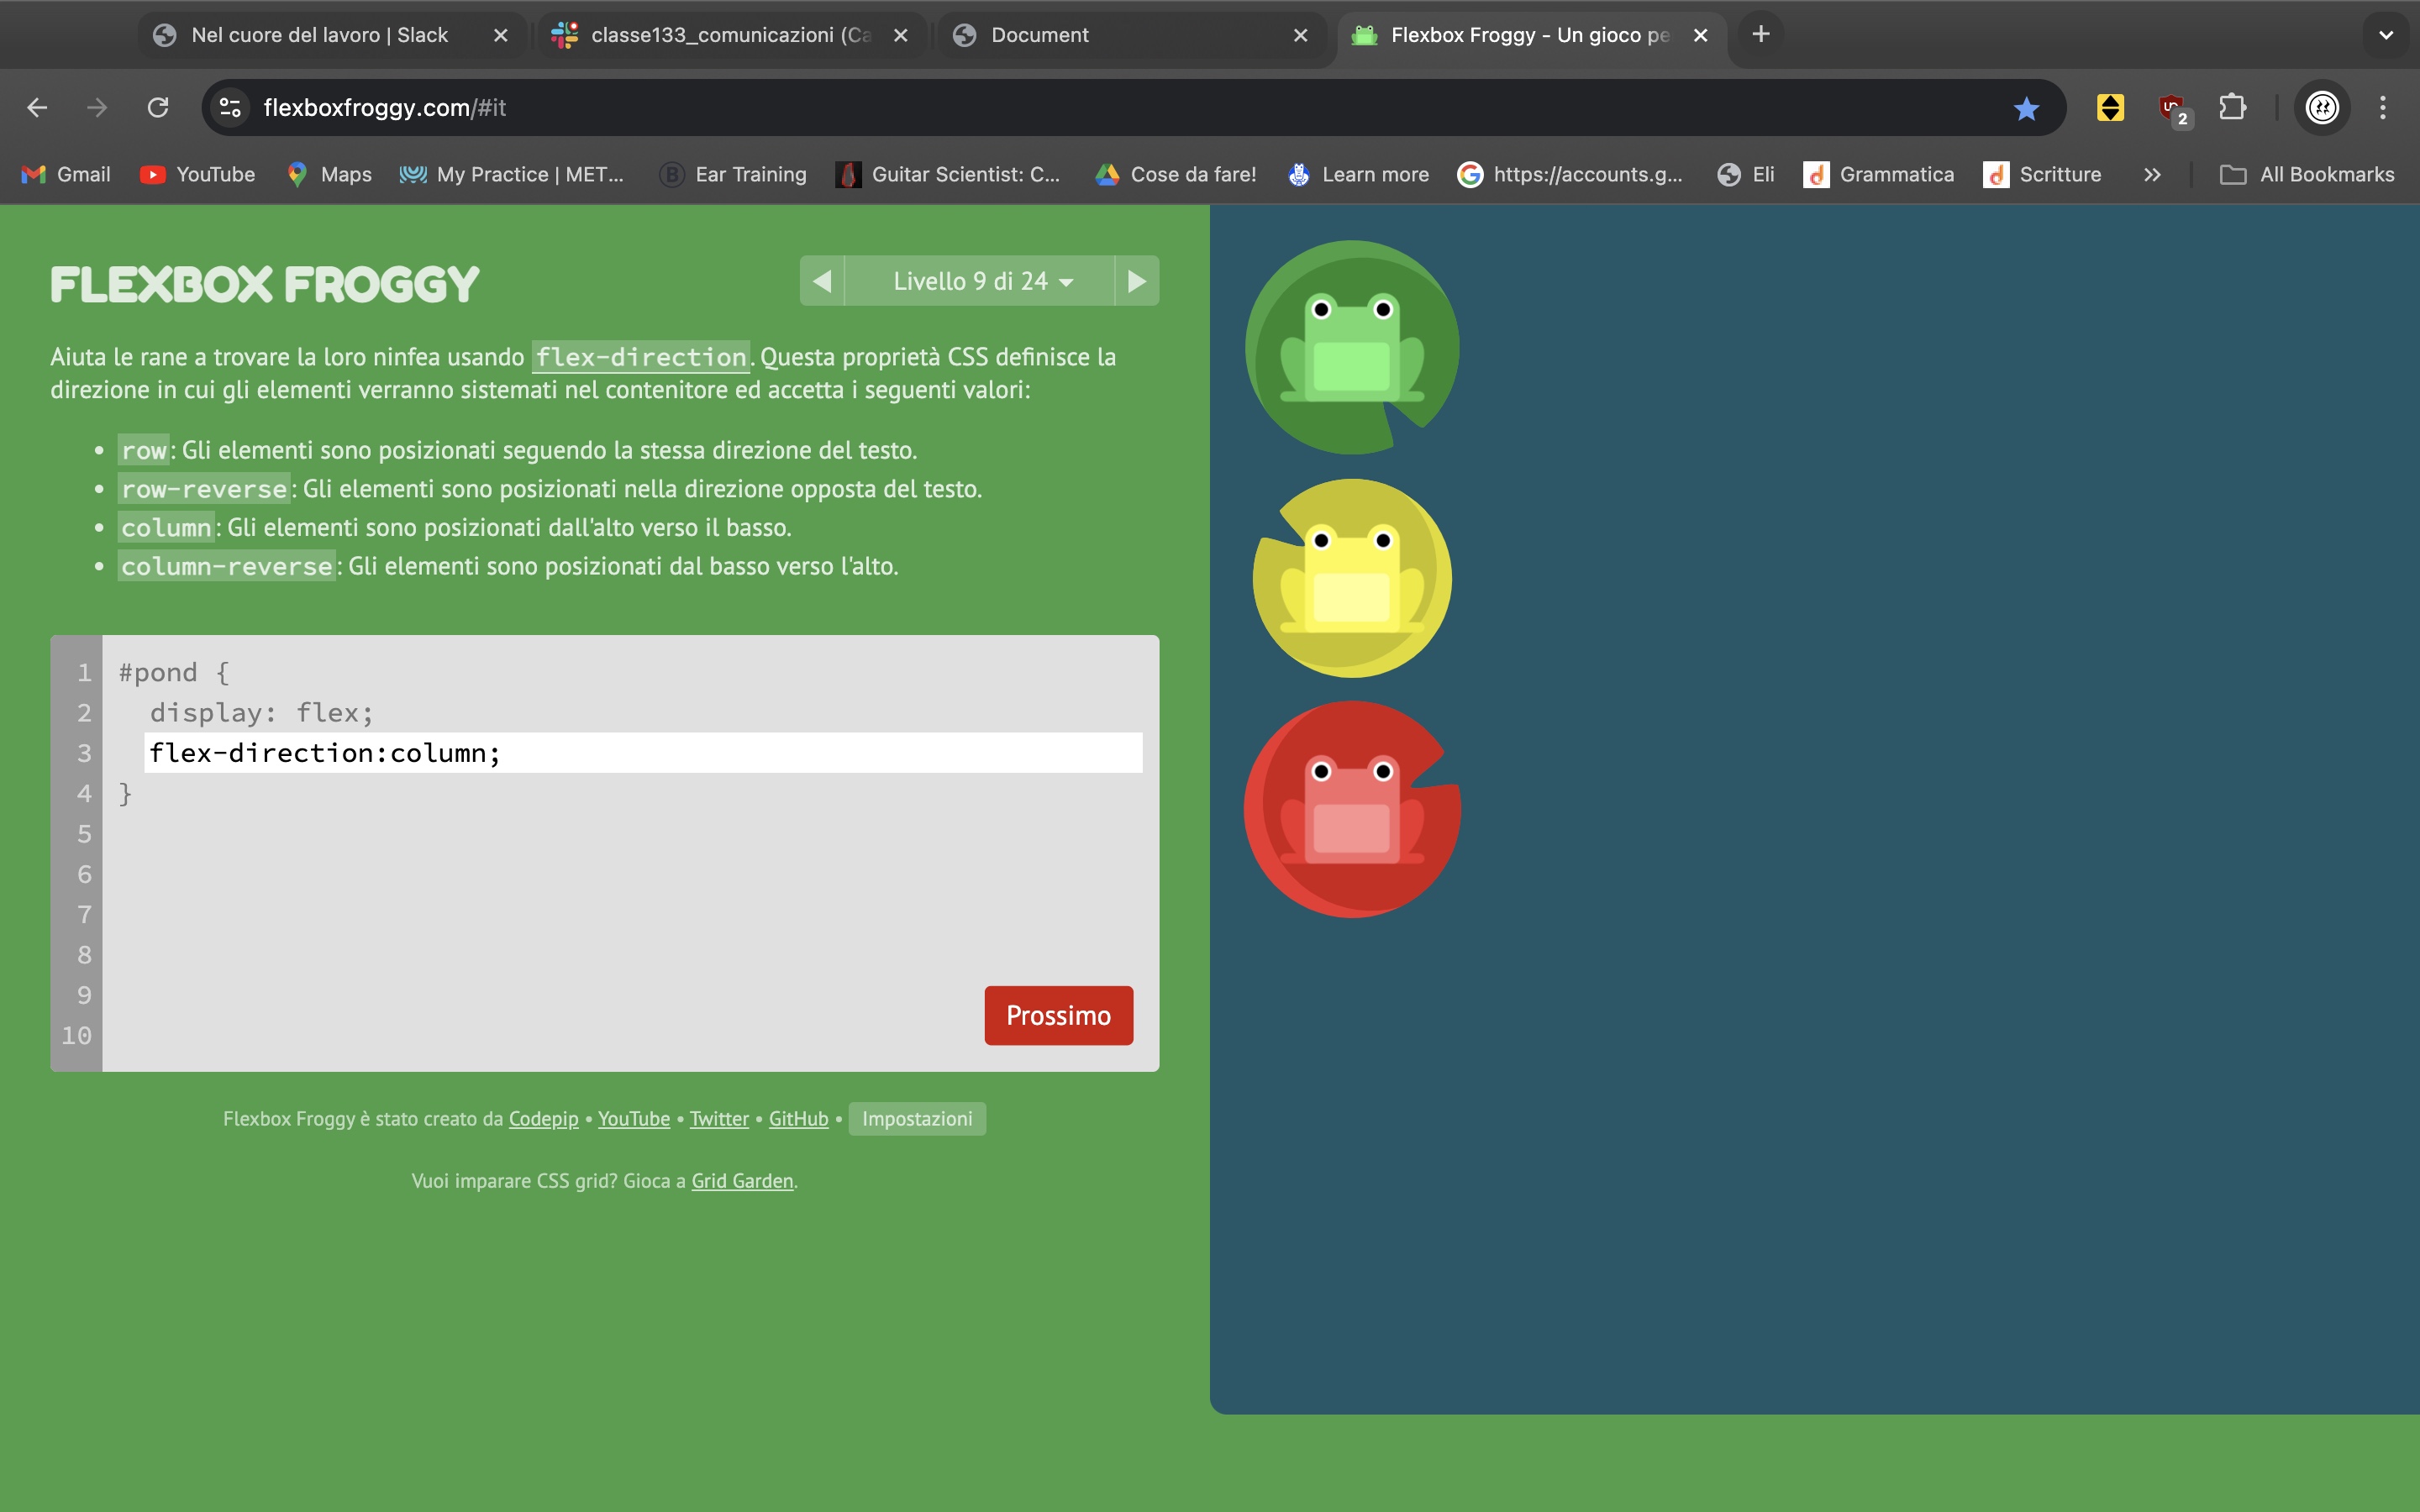 Nel cuore del lavoro | Slack
classe133_comunicazioni (Ca
Document
Flexbox Froggy - Un gioco pe
flexboxfroggy.com/#it
2
Gmail
YouTube
Maps
My Practice | MET...
Ear Training
Guitar Scientist: C...
Cose da fare!
Learn more
https://accounts.g...
Eli
Grammatica
Scritture
All Bookmarks
FLEXBOX FROGGY
Livello 9 di 24
Aiuta le rane a trovare la loro ninfea usando flex-direction. Questa proprietà CSS definisce la
direzione in cui gli elementi verranno sistemati nel contenitore ed accetta i seguenti valori:
• row: Gli elementi sono posizionati seguendo la stessa direzione del testo.
• row-reverse: Gli elementi sono posizionati nella direzione opposta del testo.
• column: Gli elementi sono posizionati dall'alto verso il basso.
• column-reverse: Gli elementi sono posizionati dal basso verso l'alto.
1 #pond {
2 display: flex;
3 flex-direction:column;
4 }
5
6
7
8
9
10
Prossimo
Flexbox Froggy è stato creato da Codepip • YouTube • Twitter • GitHub • Impostazioni
Vuoi imparare CSS grid? Gioca a Grid Garden.